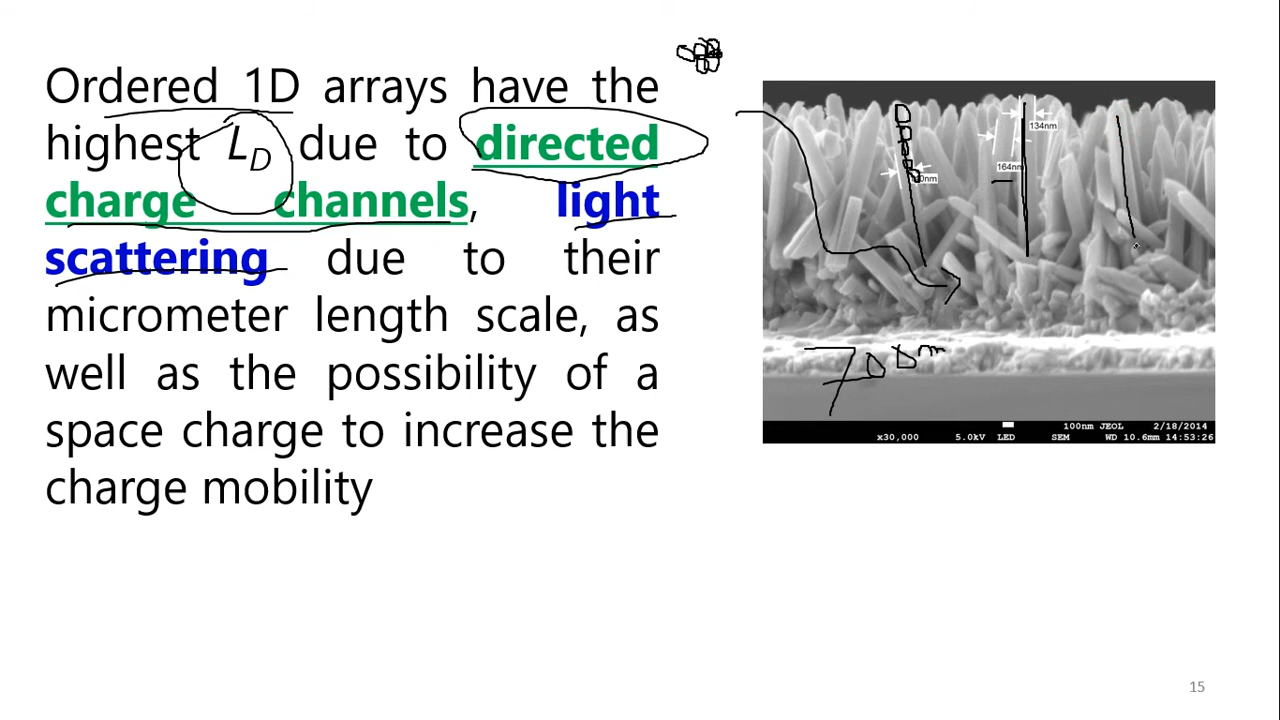 Ordered 1D arrays have the
highest L_D due to directed
charge channels, light
scattering due to their
micrometer length scale, as
well as the possibility of a
space charge to increase the
charge mobility
134nm
164nm
x30,000 5.0kV LED SEM 100nm JEOL 2/18/2014 WD 10.6mm 14:53:26
15